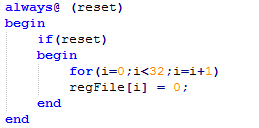 always@ (reset)
begin
if(reset)
begin
for(i=0;i<32;i=i+1)
regFile[i] = 0;
end
end